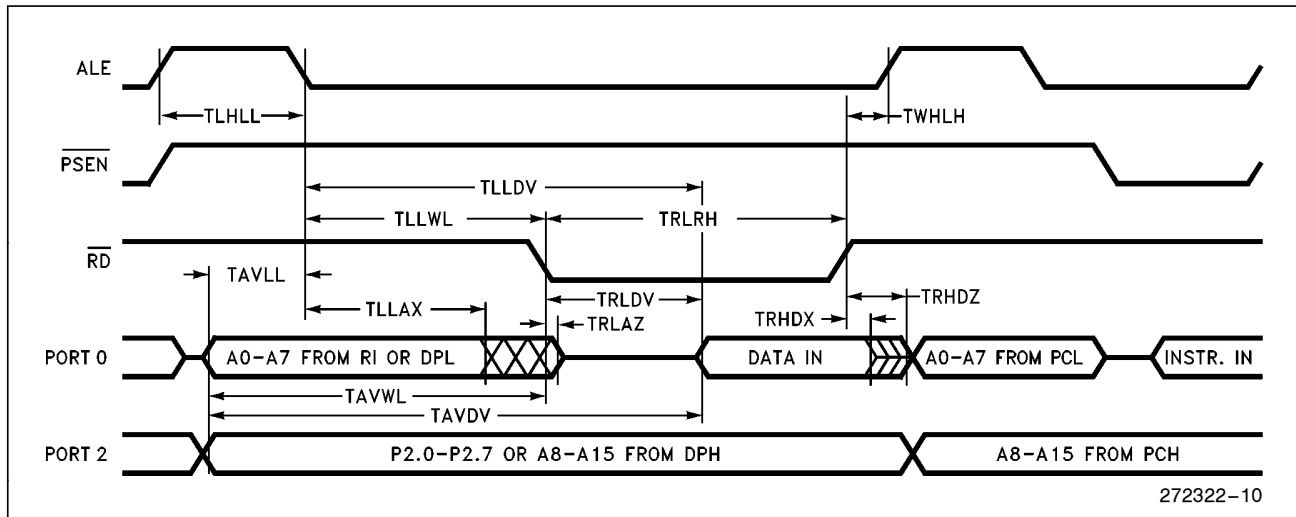 ALE
TLHLL
TWHLH
PSEN
TLLDV
TLLWL
TRLRH
RD
TAVLL
TLLAX
TRLDV
TRLAZ
TRHDX
TRHDZ
PORT 0
A0–A7 FROM RI OR DPL
DATA IN
A0–A7 FROM PCL
INSTR. IN
TAVWL
TAVDV
PORT 2
P2.0–P2.7 OR A8–A15 FROM DPH
A8–A15 FROM PCH
272322–10